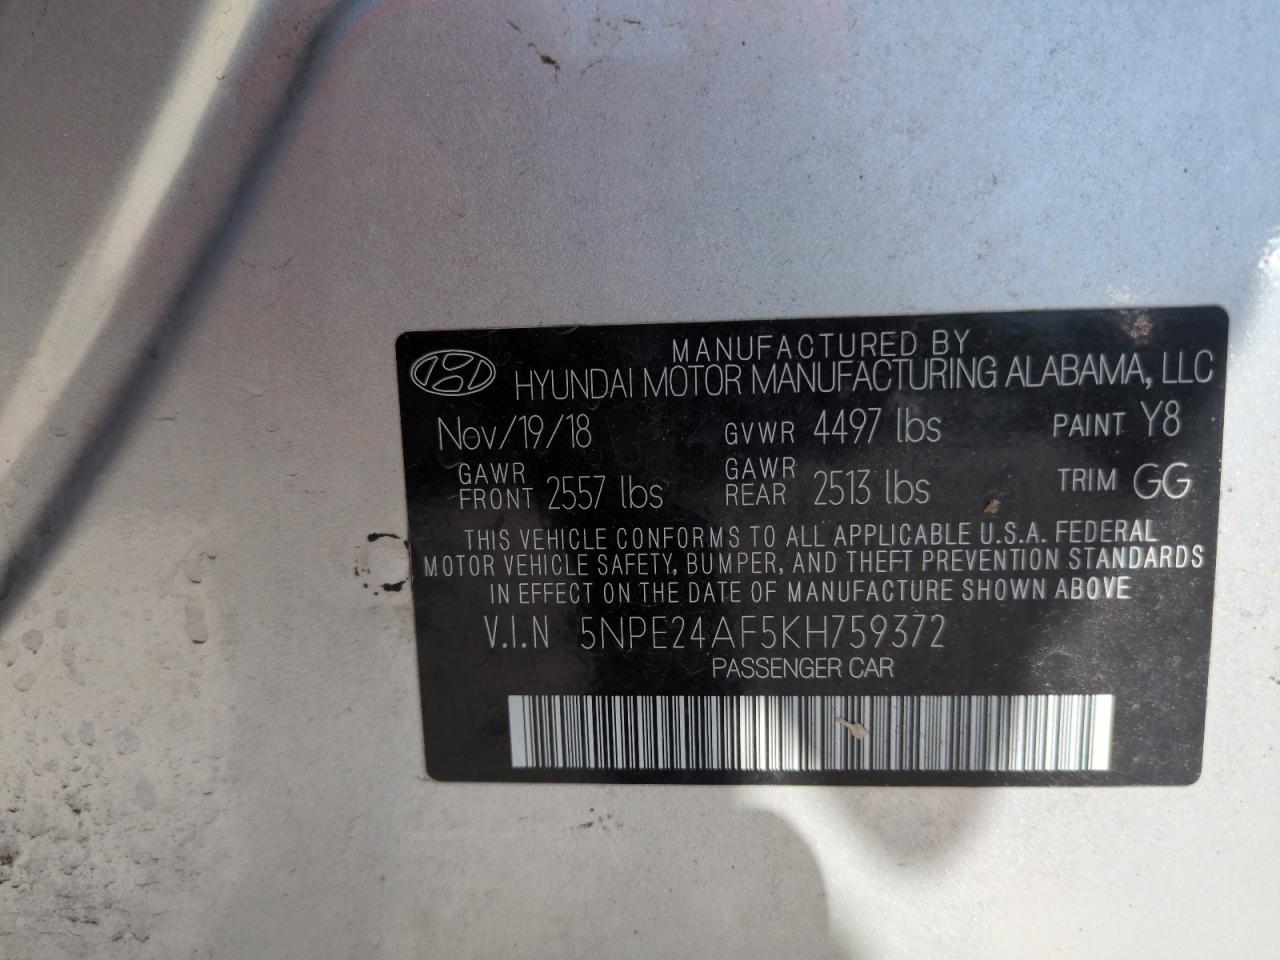 MANUFACTURED BY
HYUNDAI MOTOR MANUFACTURING ALABAMA, LLC
Nov/19/18 GVWR 4497 lbs PAINT Y8
GAWR FRONT 2557 lbs GAWR REAR 2513 lbs TRIM GG
THIS VEHICLE CONFORMS TO ALL APPLICABLE U.S.A. FEDERAL
MOTOR VEHICLE SAFETY, BUMPER, AND THEFT PREVENTION STANDARDS
IN EFFECT ON THE DATE OF MANUFACTURE SHOWN ABOVE
V.I.N 5NPE24AF5KH759372
PASSENGER CAR